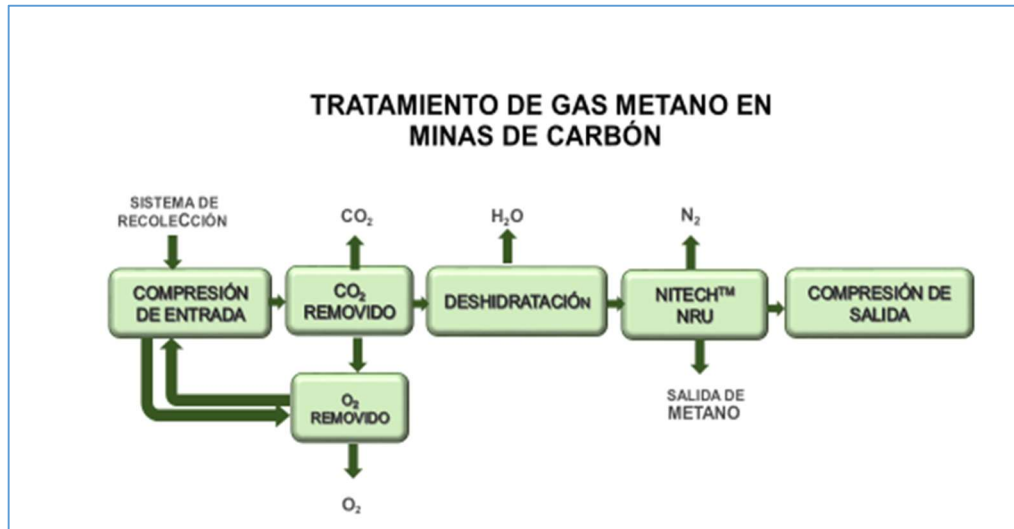 TRATAMIENTO DE GAS METANO EN
MINAS DE CARBÓN
SISTEMA DE
RECOLECCIÓN
CO₂
H₂O
N₂
COMPRESIÓN
DE ENTRADA
CO₂
REMOVIDO
DESHIDRATACIÓN
NITECH™
NRU
COMPRESIÓN DE
SALIDA
O₂
REMOVIDO
SALIDA DE
METANO
O₂